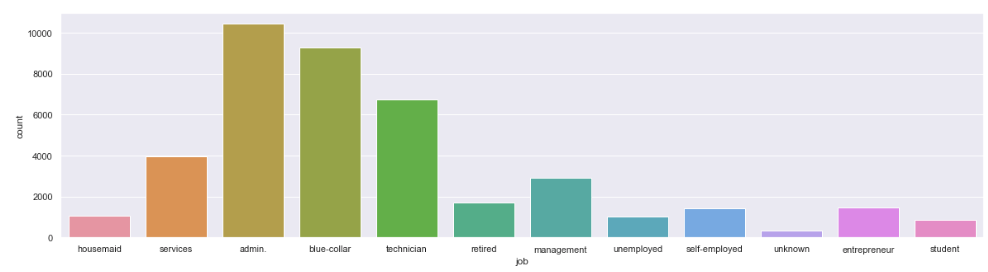 10000
8000
6000
4000
2000
0
count
housemaid services admin. blue-collar technician retired management unemployed self-employed unknown entrepreneur student
job